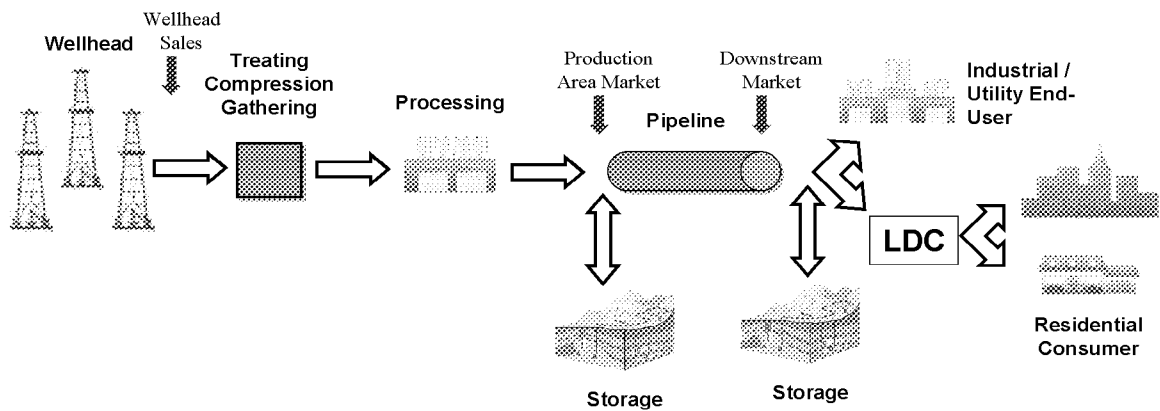 Wellhead
Sales
Wellhead
Treating
Compression
Gathering
Processing
Production
Area Market
Pipeline
Downstream
Market
Industrial /
Utility End-
User
LDC
Residential
Consumer
Storage
Storage